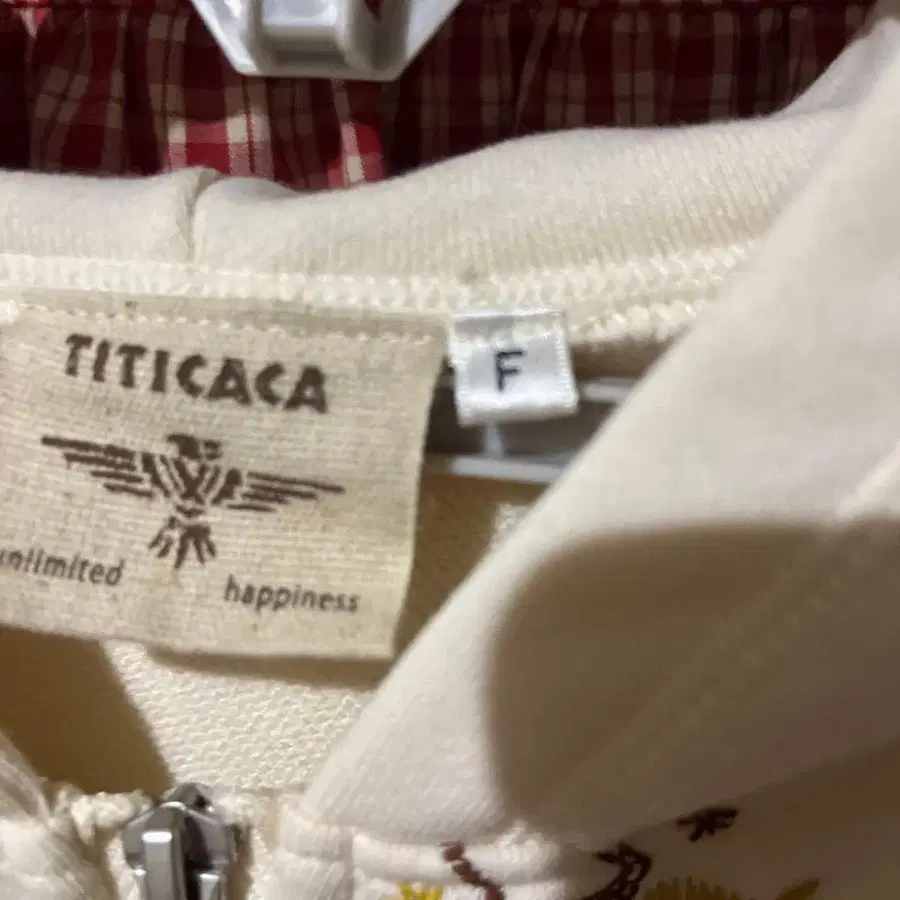 TITICACA
F
unlimited
happiness